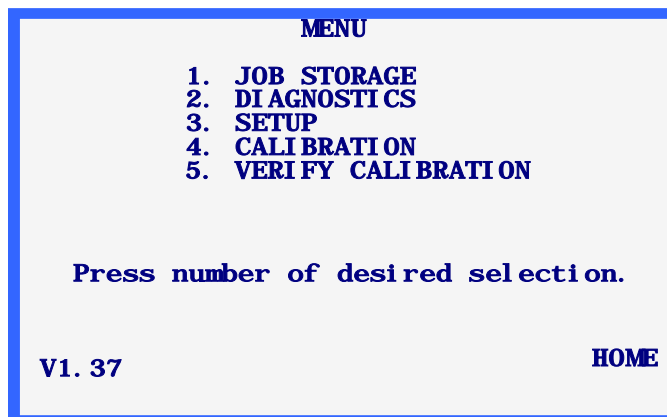 MENU
1. JOB STORAGE
2. DIAGNOSTICS
3. SETUP
4. CALIBRATION
5. VERIFY CALIBRATION
Press number of desired selection.
HOME
V1.37